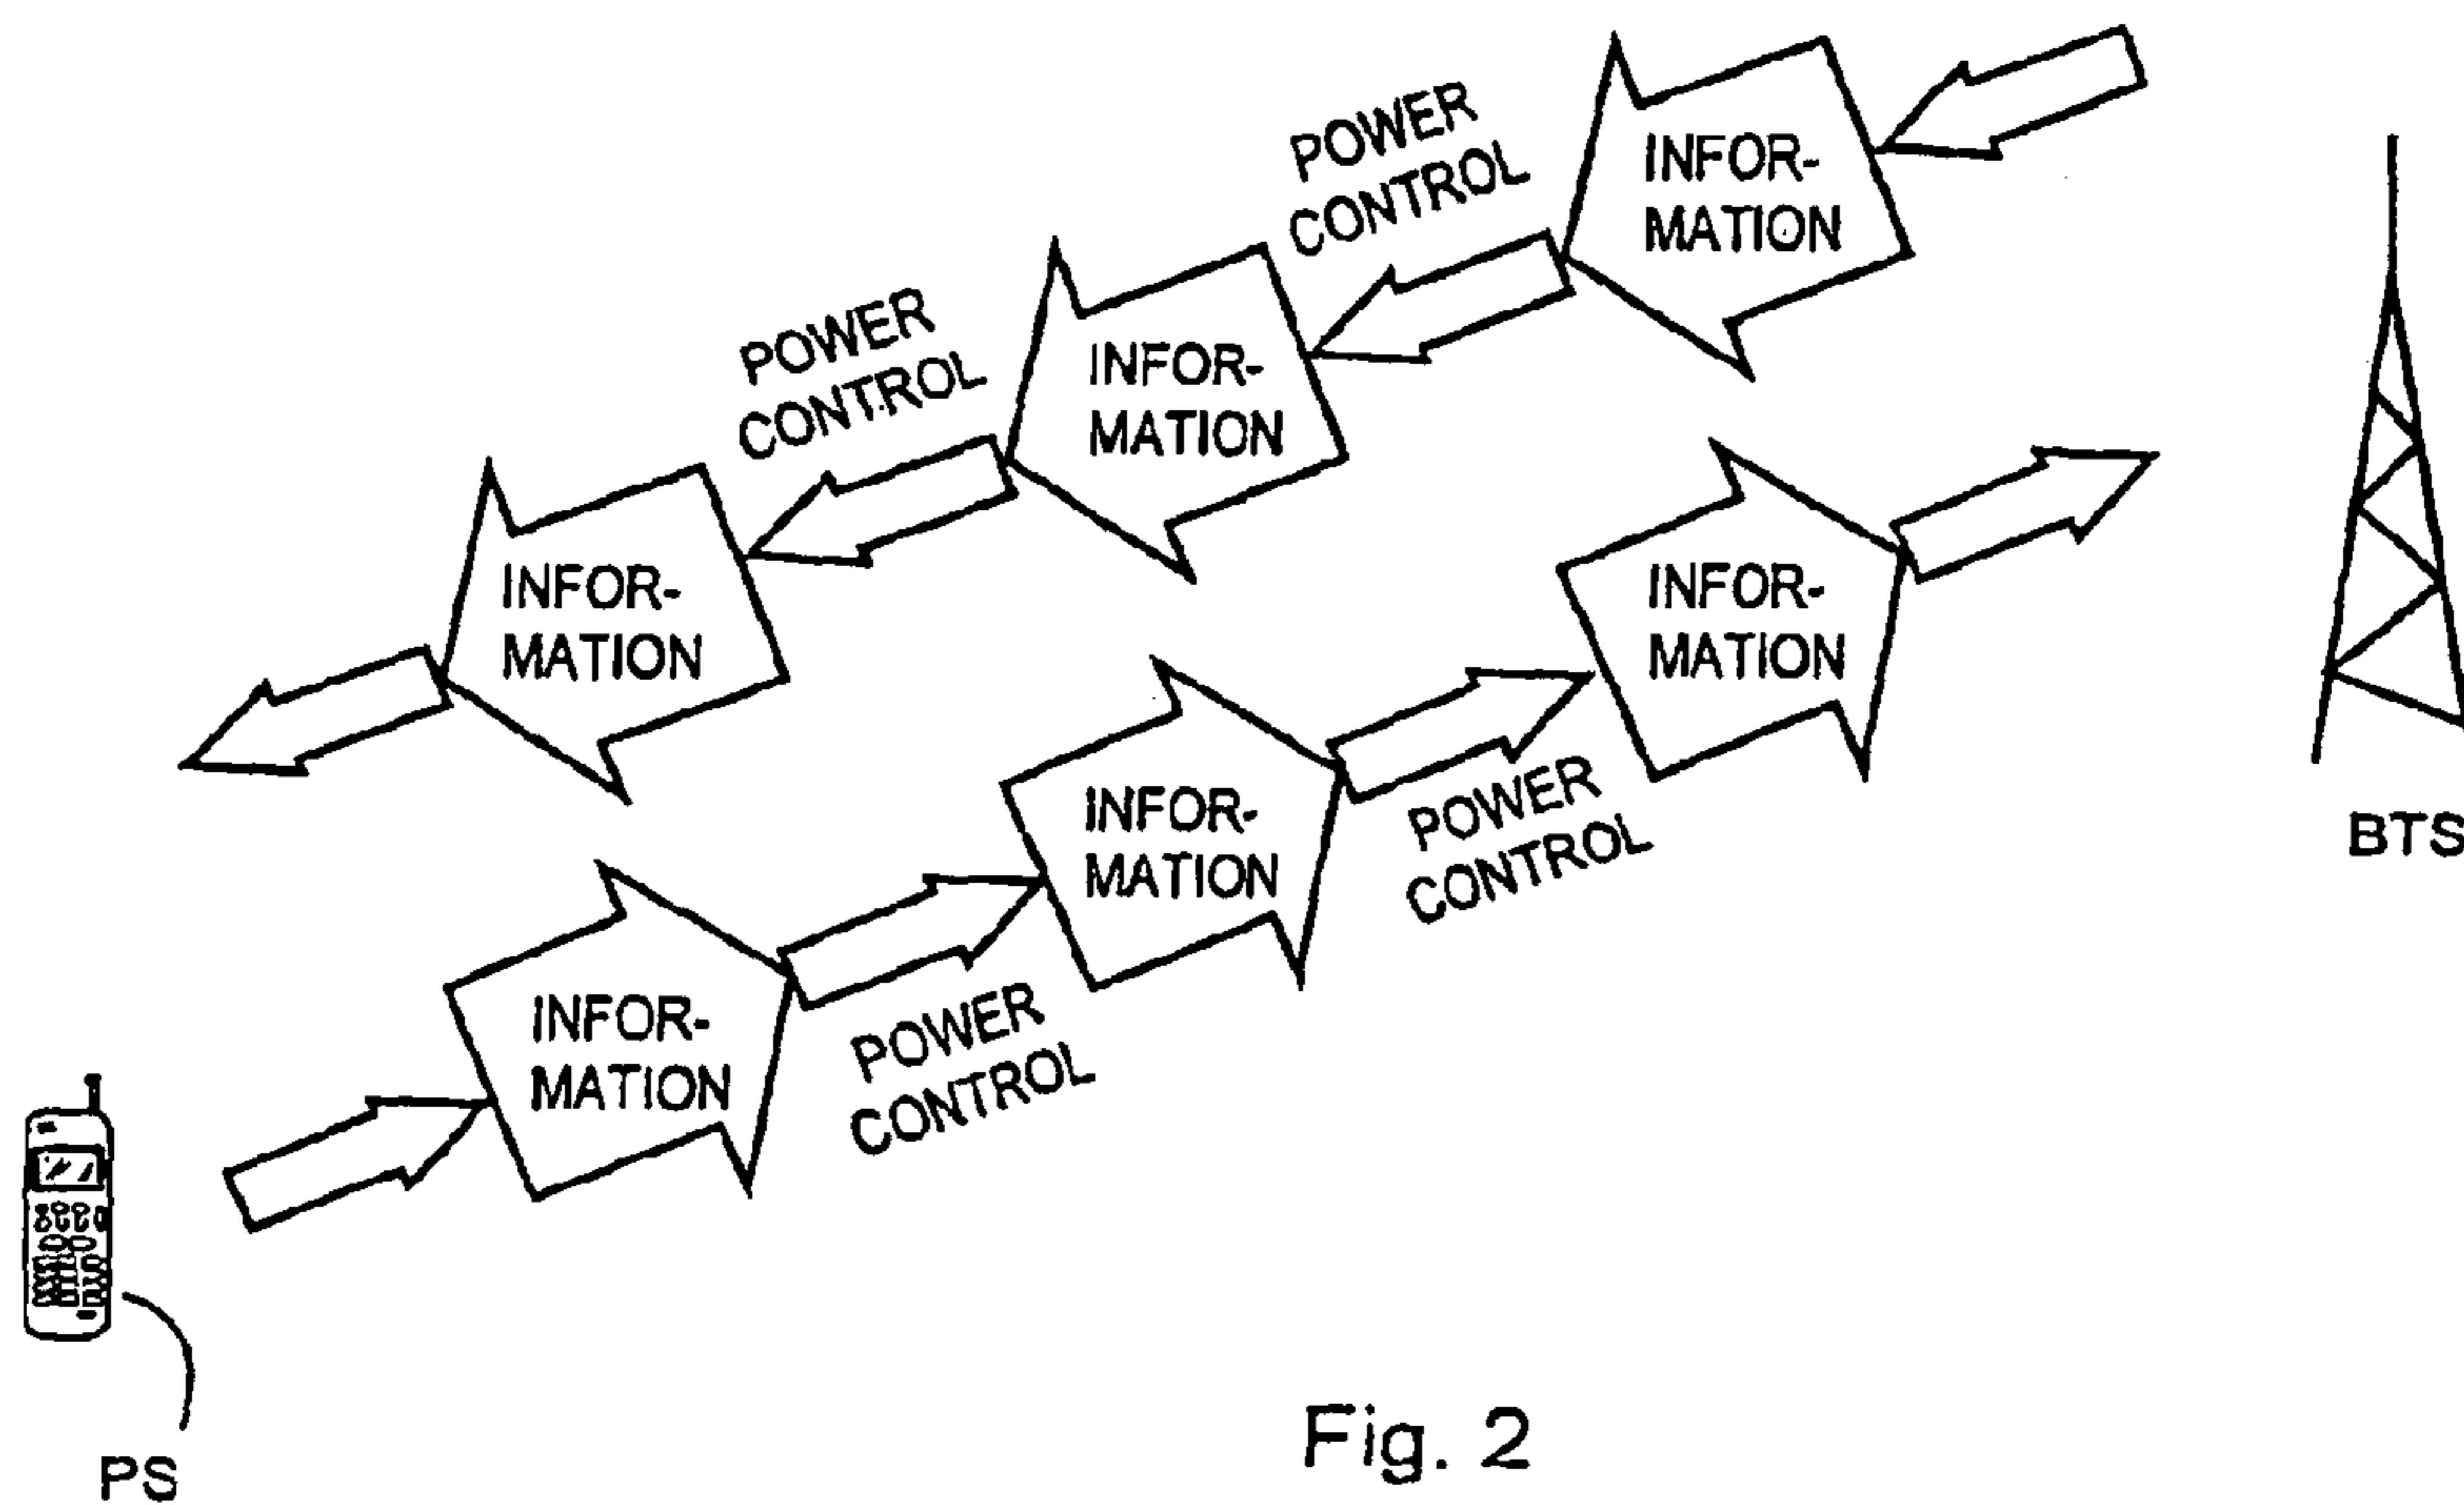 POWER
CONTROL
INFOR-
MATION
POWER
CONTROL
INFOR-
MATION
INFOR-
MATION
INFOR-
MATION
INFOR-
MATION
POWER
CONTROL
BTS
INFOR-
MATION
POWER
CONTROL
PS
Fig. 2